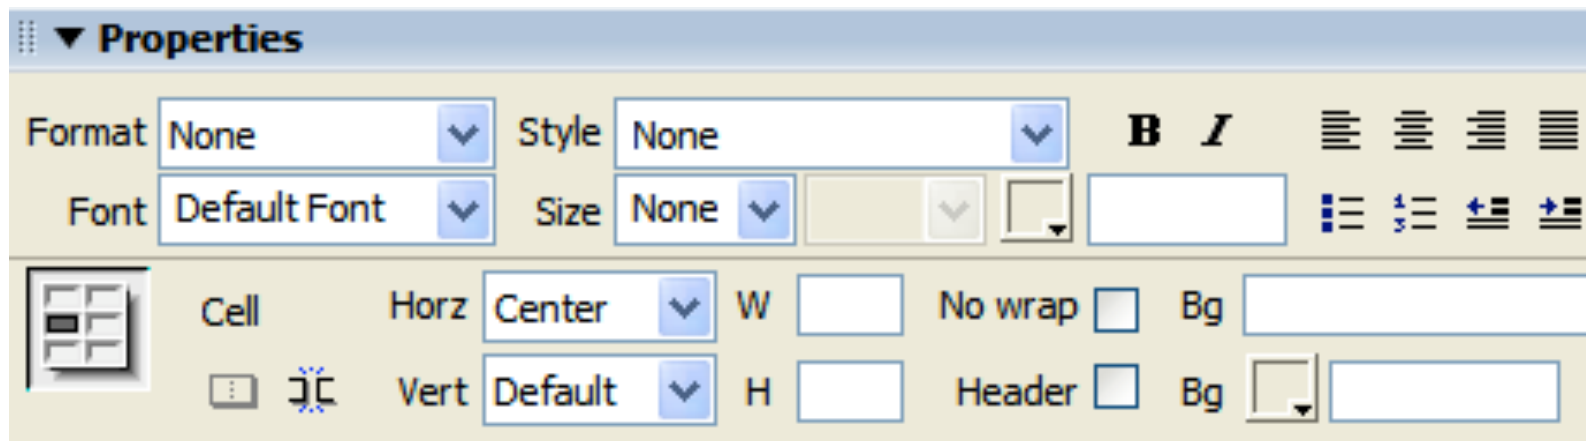 Properties
Format None Style None B I
Font Default Font Size None
Cell Horz Center W No wrap Bg
Vert Default H Header Bg